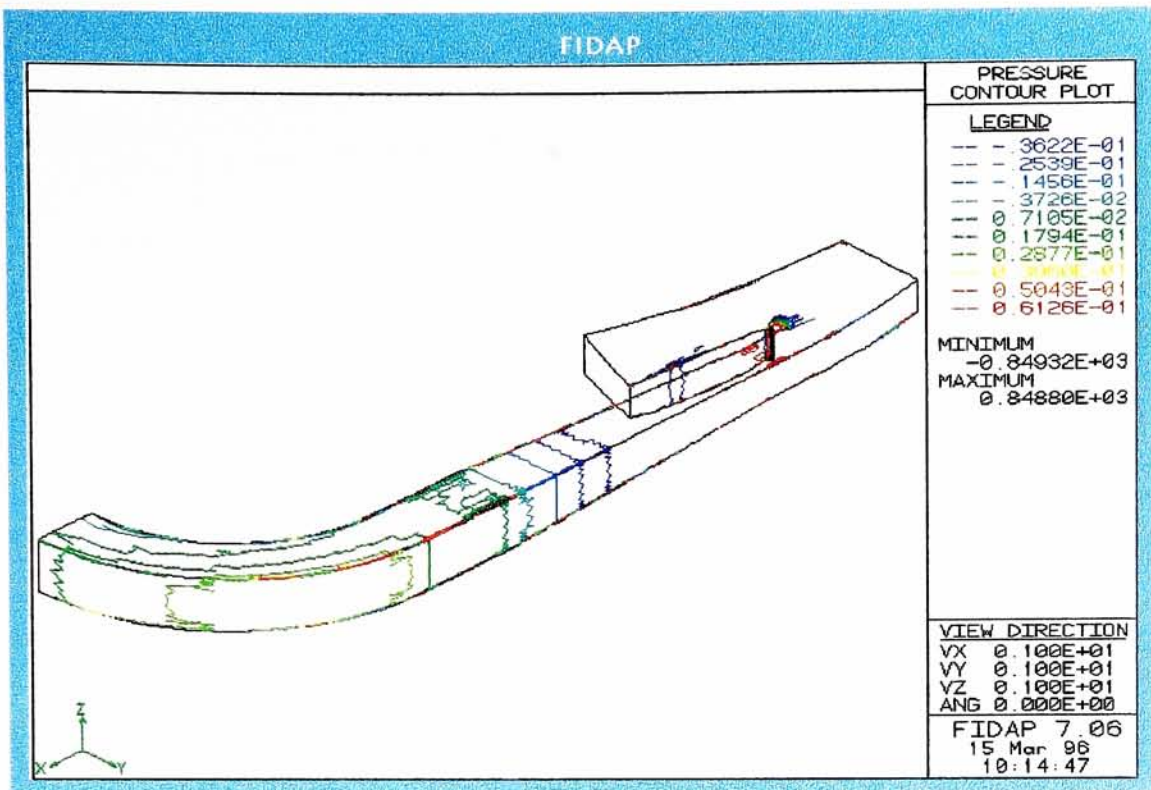 FIDAP
PRESSURE
CONTOUR PLOT
LEGEND
-- -.3622E-01
-- -.2539E-01
-- -.1456E-01
-- -.3726E-02
-- 0.7105E-02
-- 0.1794E-01
-- 0.2877E-01
-- 0.5043E-01
-- 0.6126E-01
MINIMUM
-0.84932E+03
MAXIMUM
0.84880E+03
VIEW DIRECTION
VX 0.100E+01
VY 0.100E+01
VZ 0.100E+01
ANG 0.000E+00
FIDAP 7.06
15 Mar 96
10:14:47
Z
X
Y